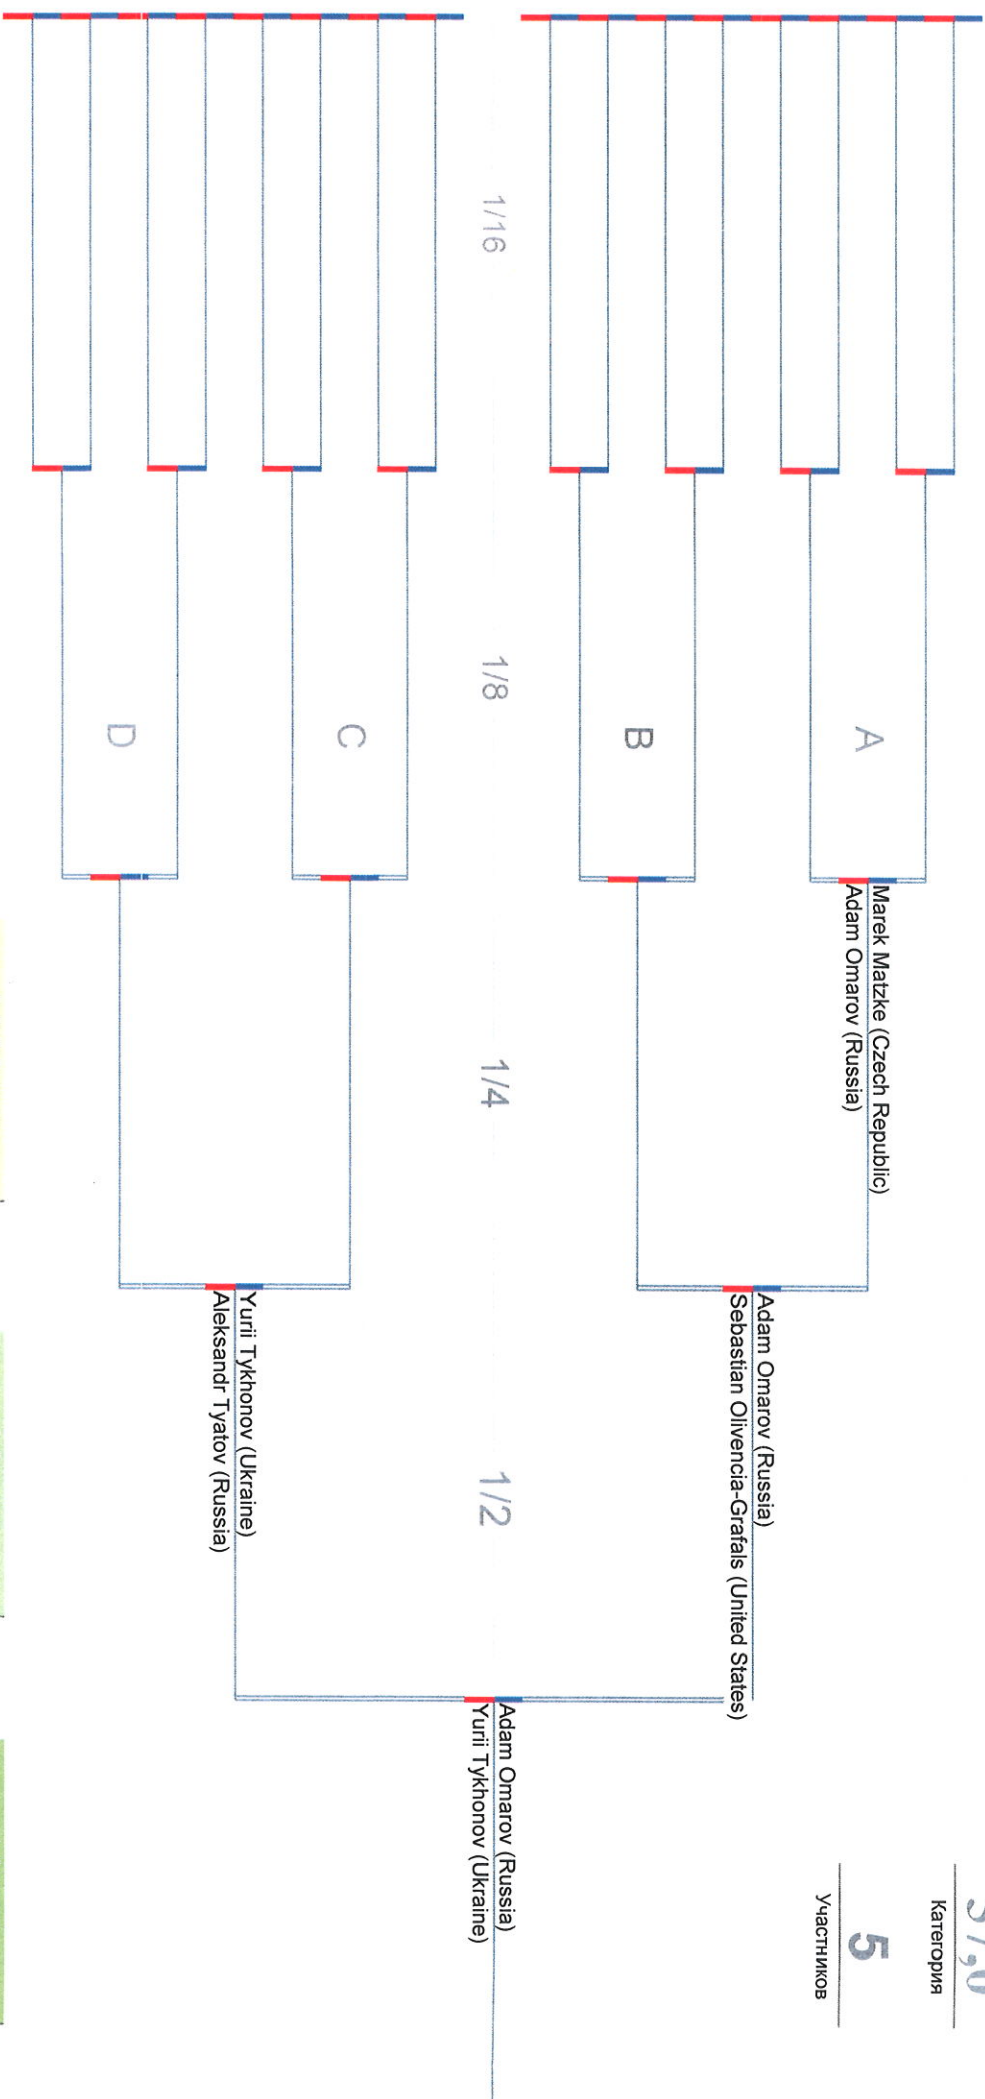 57,0
Категория
5
Участников
1/16
1/8
1/4
1/2
A
B
C
D
Marek Matzke (Czech Republic)
Adam Omarov (Russia)
Adam Omarov (Russia)
Sebastian Olivencia-Grafals (United States)
Yurii Tykhonov (Ukraine)
Aleksandr Tyatov (Russia)
Adam Omarov (Russia)
Yurii Tykhonov (Ukraine)